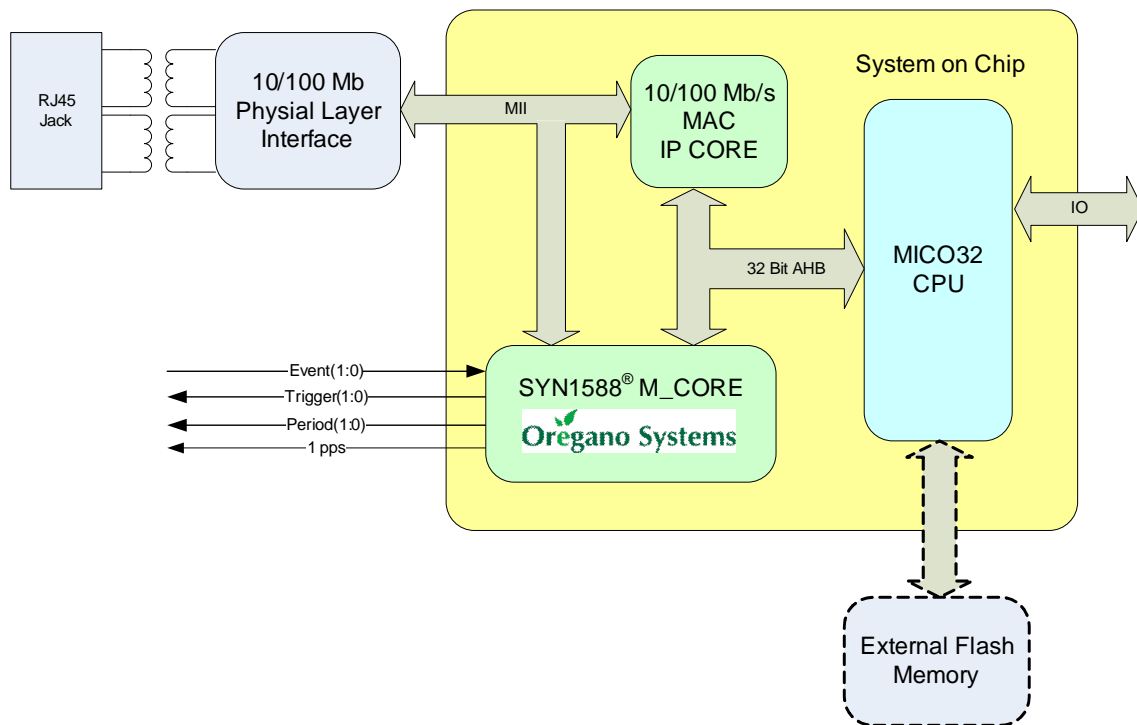 RJ45
Jack
10/100 Mb
Physial Layer
Interface
MII
10/100 Mb/s
MAC
IP CORE
System on Chip
MICO32
CPU
IO
32 Bit AHB
Event(1:0)
Trigger(1:0)
Period(1:0)
1 pps
SYN1588® M_CORE
Oregano Systems
External Flash
Memory